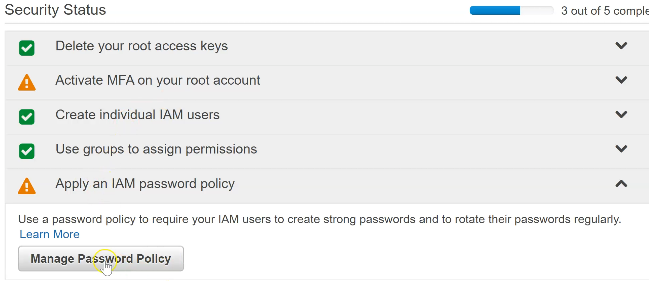 Security Status
3 out of 5 comple
Delete your root access keys
Activate MFA on your root account
Create individual IAM users
Use groups to assign permissions
Apply an IAM password policy
Use a password policy to require your IAM users to create strong passwords and to rotate their passwords regularly.
Learn More
Manage Password Policy